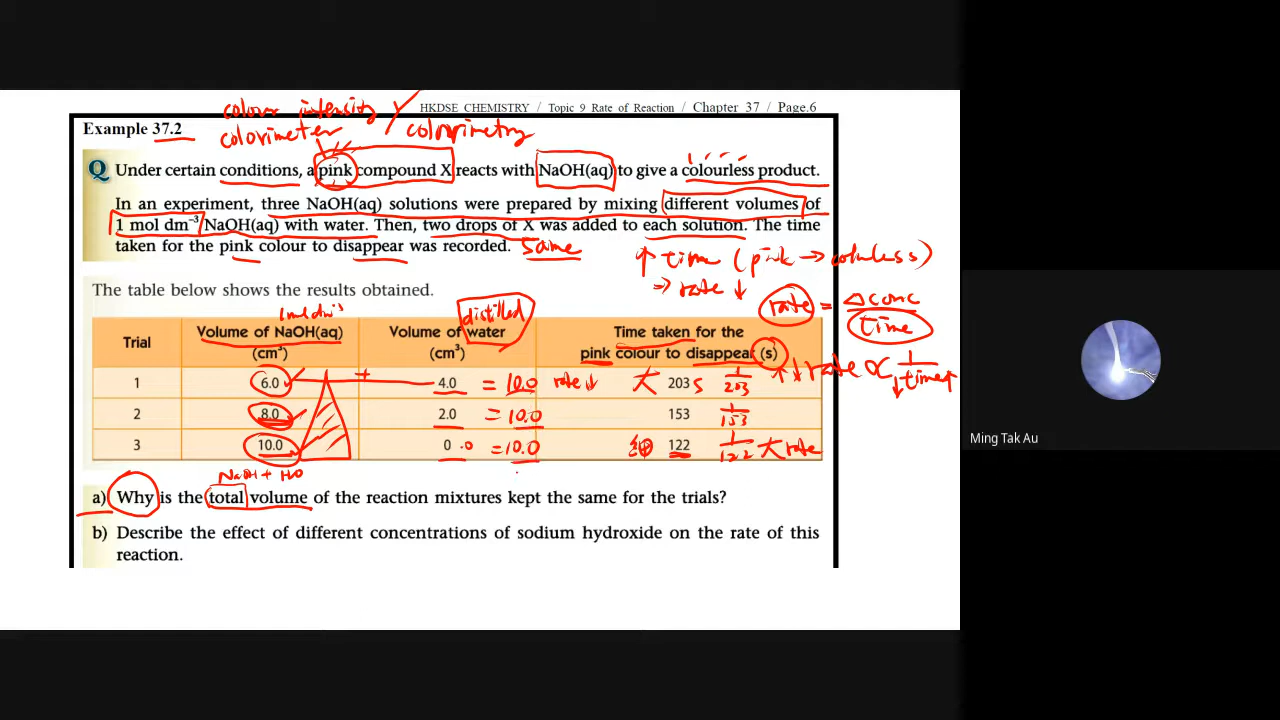 HKDSE CHEMISTRY / Topic 9 Rate of Reaction / Chapter 37 / Page.6
colour intensity
colorimeter / colorimetry
Example 37.2
Q Under certain conditions, a pink compound X reacts with NaOH(aq) to give a colourless product.
In an experiment, three NaOH(aq) solutions were prepared by mixing different volumes of
1 mol dm⁻³ NaOH(aq) with water. Then, two drops of X was added to each solution. The time
taken for the pink colour to disappear was recorded. same
↑ time (pink → colourless)
⇒ rate ↓
rate = Δconc / time
The table below shows the results obtained.
distilled
Trial Volume of NaOH(aq) (cm³) Volume of water (cm³) Time taken for the pink colour to disappear (s)
↑↓ rate ∝ 1/time ↑↓
1 6.0 + 4.0 = 10.0 rate ↓ 大 203 s 1/203
2 8.0 2.0 = 10.0 153 1/153
3 10.0 0.0 = 10.0 122 1/122 大 rate
NaOH + H₂O
a) Why is the total volume of the reaction mixtures kept the same for the trials?
b) Describe the effect of different concentrations of sodium hydroxide on the rate of this
reaction.
Ming Tak Au